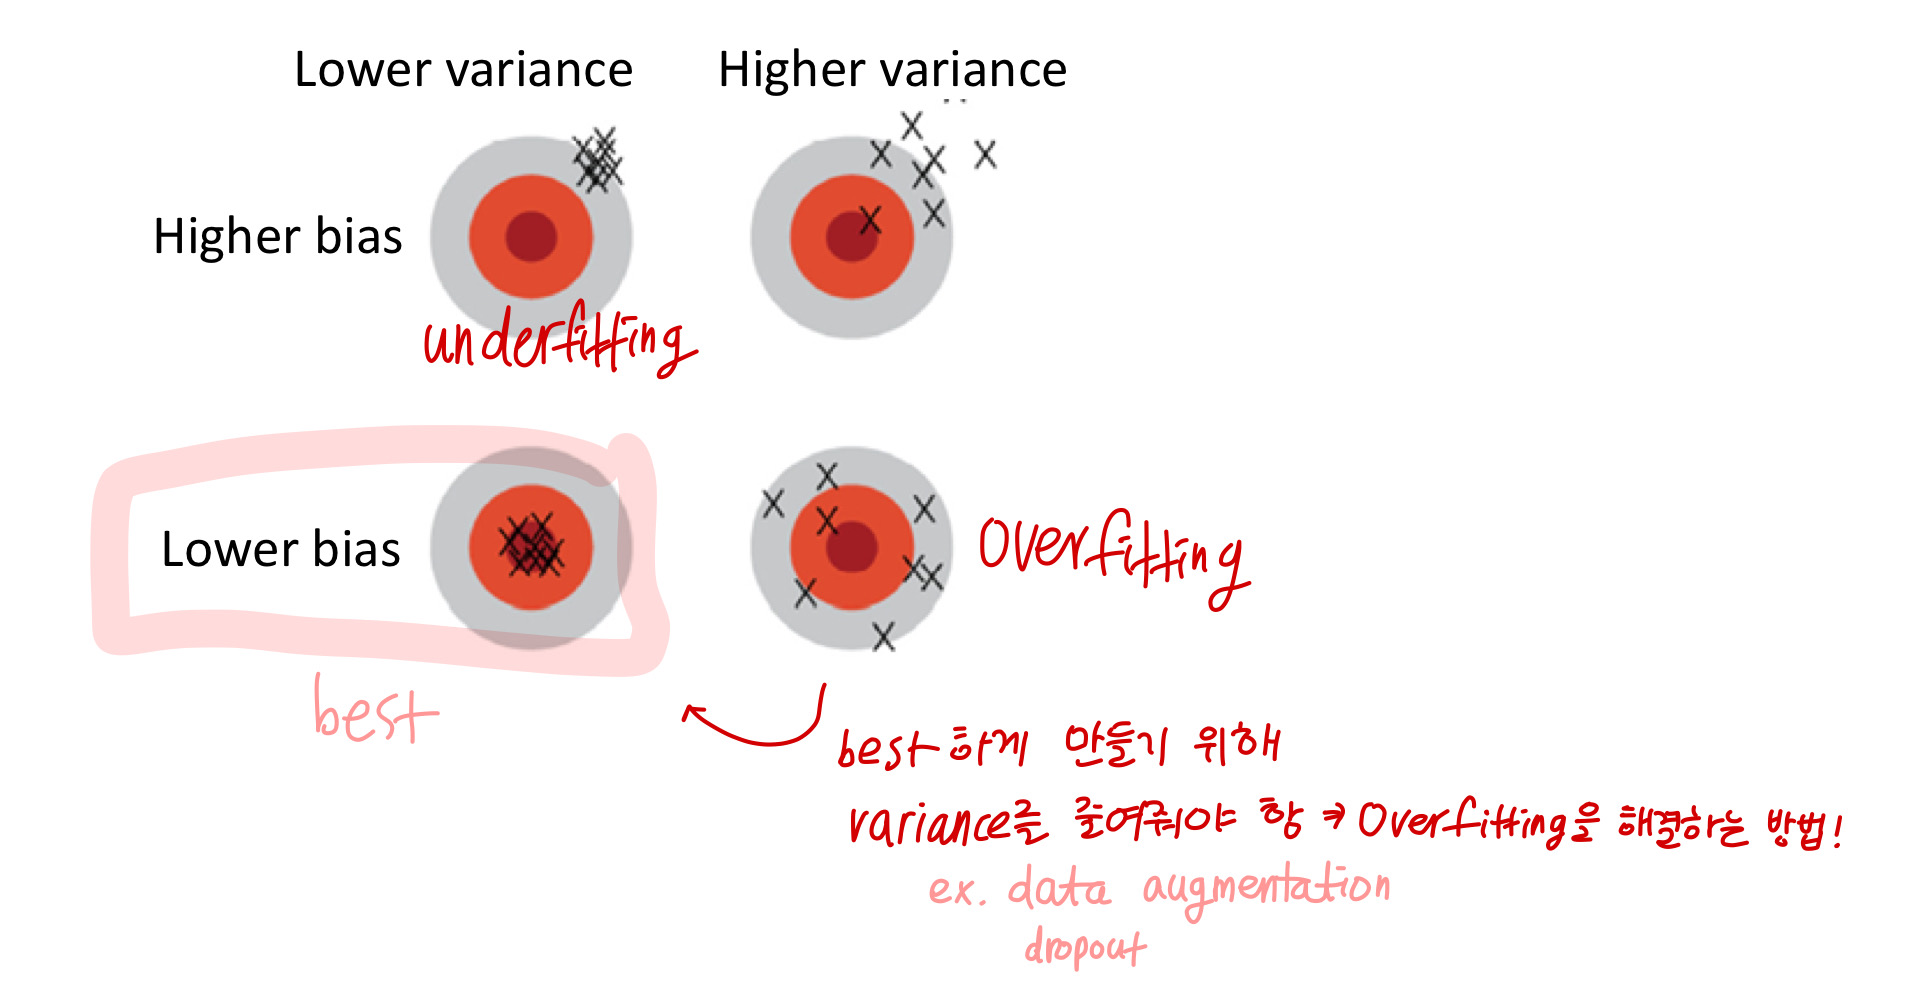 Lower variance
Higher variance
Higher bias
underfitting
Lower bias
Overfitting
best
best하게 만들기 위해
variance를 줄여줘야 함 → Overfitting을 해결하는 방법!
ex. data augmentation
dropout